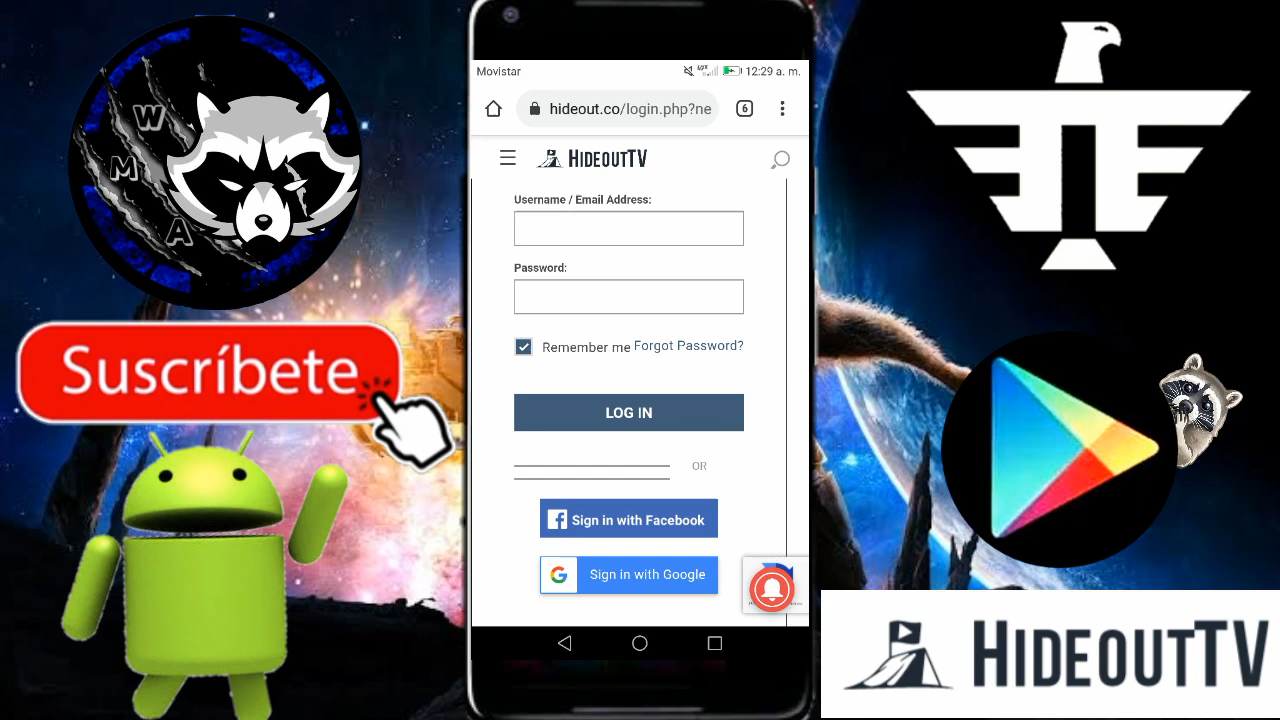 W
M
A
Suscríbete
Movistar
12:29 a. m.
hideout.co/login.php?ne
6
HIDEOUTTV
Username / Email Address:
Password:
Remember me Forgot Password?
LOG IN
OR
Sign in with Facebook
Sign in with Google
HIDEOUTTV